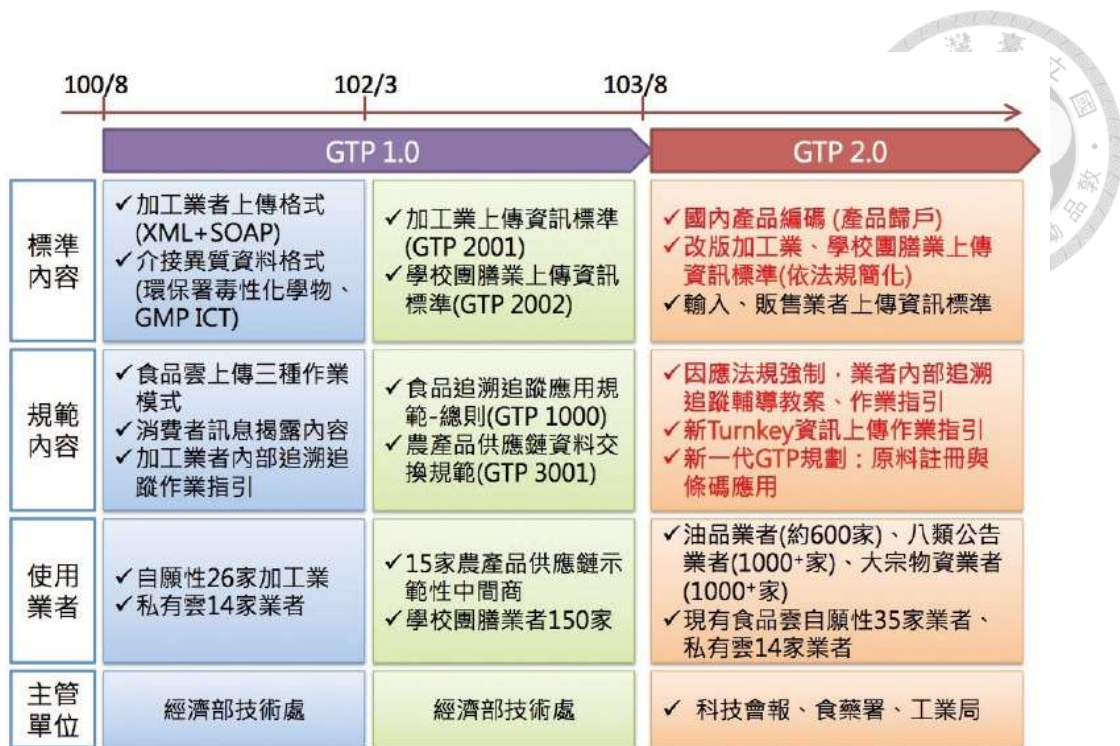 100/8 102/3 103/8
GTP 1.0 GTP 2.0
標準
內容
✓加工業者上傳格式
(XML+SOAP)
✓介接異質資料格式
(環保署毒性化學物、
GMP ICT)
✓加工業上傳資訊標準
(GTP 2001)
✓學校團膳業上傳資訊
標準(GTP 2002)
✓國內產品編碼 (產品歸戶)
✓改版加工業、學校團膳業上傳
資訊標準(依法規簡化)
✓輸入、販售業者上傳資訊標準
規範
內容
✓食品雲上傳三種作業
模式
✓消費者訊息揭露內容
✓加工業者內部追溯追
蹤作業指引
✓食品追溯追蹤應用規
範-總則(GTP 1000)
✓農產品供應鏈資料交
換規範(GTP 3001)
✓因應法規強制，業者內部追溯
追蹤輔導教案、作業指引
✓新Turnkey資訊上傳作業指引
✓新一代GTP規劃：原料註冊與
條碼應用
使用
業者
✓自願性26家加工業
✓私有雲14家業者
✓15家農產品供應鏈示
範性中間商
✓學校團膳業者150家
✓油品業者(約600家)、八類公告
業者(1000⁺家)、大宗物資業者
(1000⁺家)
✓現有食品雲自願性35家業者、
私有雲14家業者
主管
單位
經濟部技術處
經濟部技術處
✓ 科技會報、食藥署、工業局